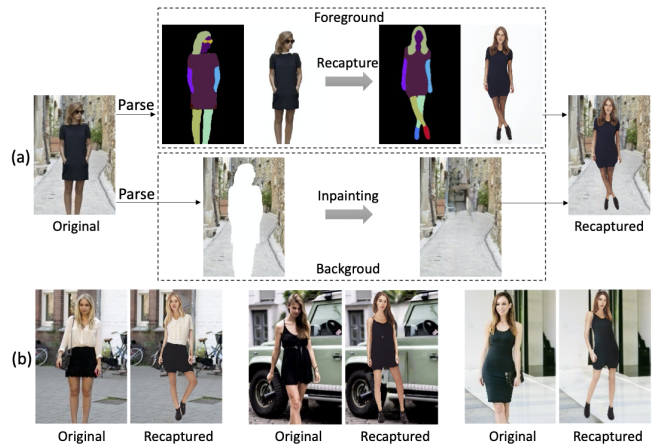 Foreground
Parse
Recapture
(a)
Parse
Inpainting
Original
Recaptured
Backgroud
(b)
Original
Recaptured
Original
Recaptured
Original
Recaptured